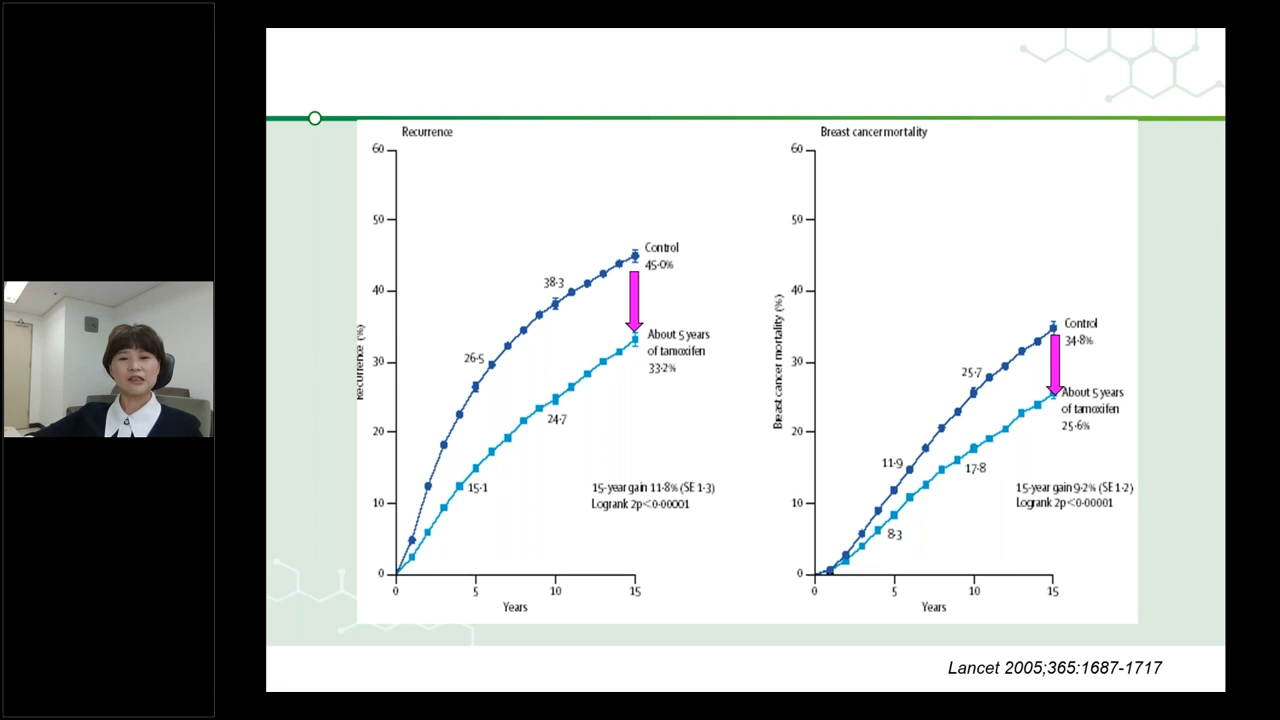 Recurrence
60
50
40
30
20
10
0
Recurrence (%)
0
5
10
15
Years
26·5
38·3
15·1
24·7
Control
45·0%
About 5 years
of tamoxifen
33·2%
15-year gain 11·8% (SE 1·3)
Logrank 2p<0·00001
Breast cancer mortality
60
50
40
30
20
10
0
Breast cancer mortality (%)
0
5
10
15
Years
11·9
25·7
8·3
17·8
Control
34·8%
About 5 years
of tamoxifen
25·6%
15-year gain 9·2% (SE 1·2)
Logrank 2p<0·00001
Lancet 2005;365:1687-1717